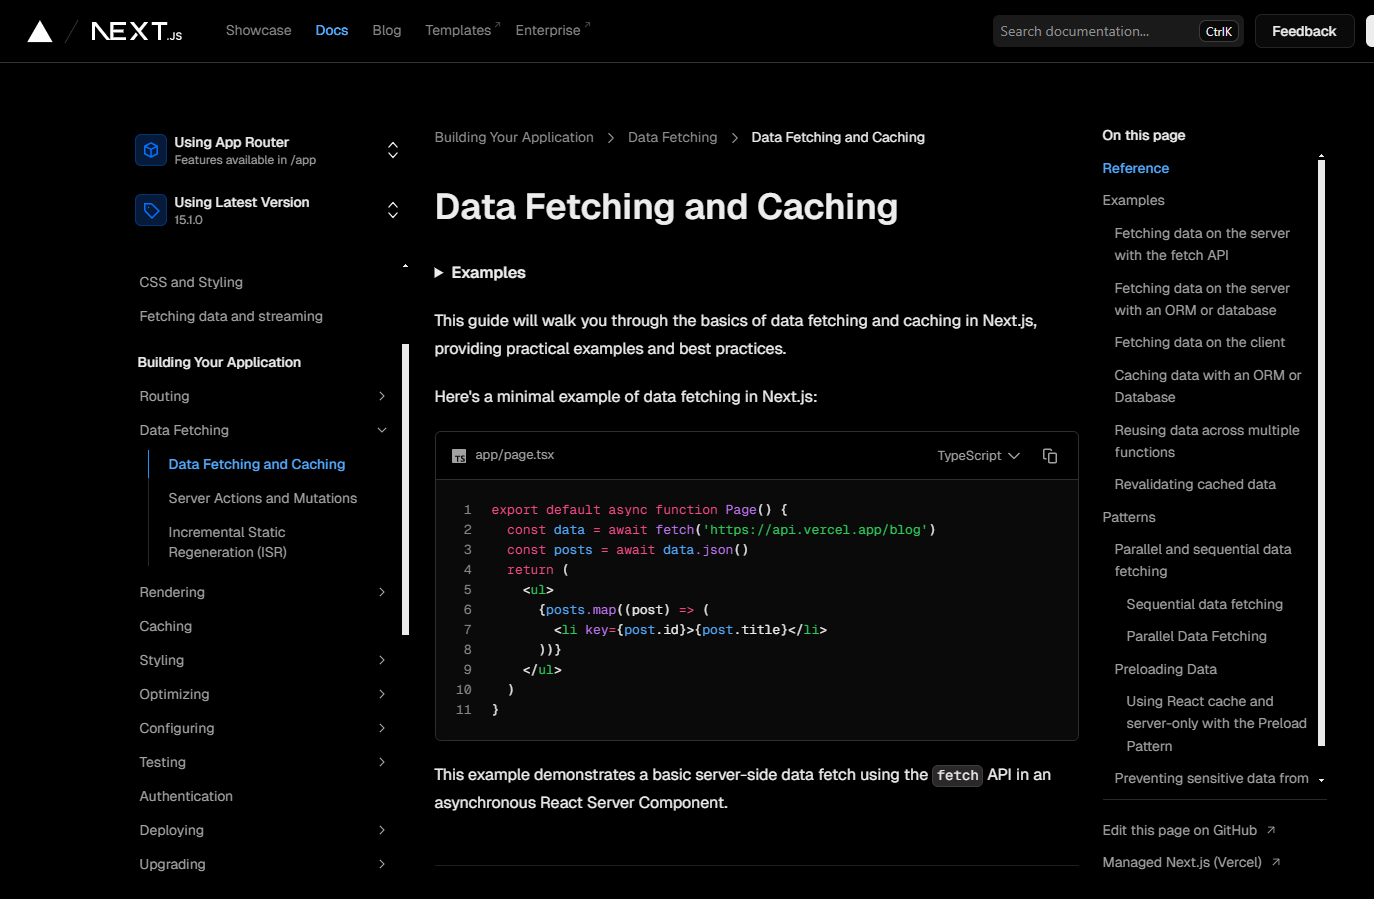 NEXT.JS
Showcase
Docs
Blog
Templates
Enterprise
Search documentation...
CtrlK
Feedback
Using App Router
Features available in /app
Using Latest Version
15.1.0
CSS and Styling
Fetching data and streaming
Building Your Application
Routing
Data Fetching
Data Fetching and Caching
Server Actions and Mutations
Incremental Static
Regeneration (ISR)
Rendering
Caching
Styling
Optimizing
Configuring
Testing
Authentication
Deploying
Upgrading
Building Your Application > Data Fetching > Data Fetching and Caching
Data Fetching and Caching
Examples
This guide will walk you through the basics of data fetching and caching in Next.js,
providing practical examples and best practices.
Here's a minimal example of data fetching in Next.js:
TS app/page.tsx
TypeScript
1 export default async function Page() {
2   const data = await fetch('https://api.vercel.app/blog')
3   const posts = await data.json()
4   return (
5     <ul>
6       {posts.map((post) => (
7         <li key={post.id}>{post.title}</li>
8       ))}
9     </ul>
10   )
11 }
This example demonstrates a basic server-side data fetch using the fetch API in an
asynchronous React Server Component.
On this page
Reference
Examples
Fetching data on the server
with the fetch API
Fetching data on the server
with an ORM or database
Fetching data on the client
Caching data with an ORM or
Database
Reusing data across multiple
functions
Revalidating cached data
Patterns
Parallel and sequential data
fetching
Sequential data fetching
Parallel Data Fetching
Preloading Data
Using React cache and
server-only with the Preload
Pattern
Preventing sensitive data from
Edit this page on GitHub
Managed Next.js (Vercel)